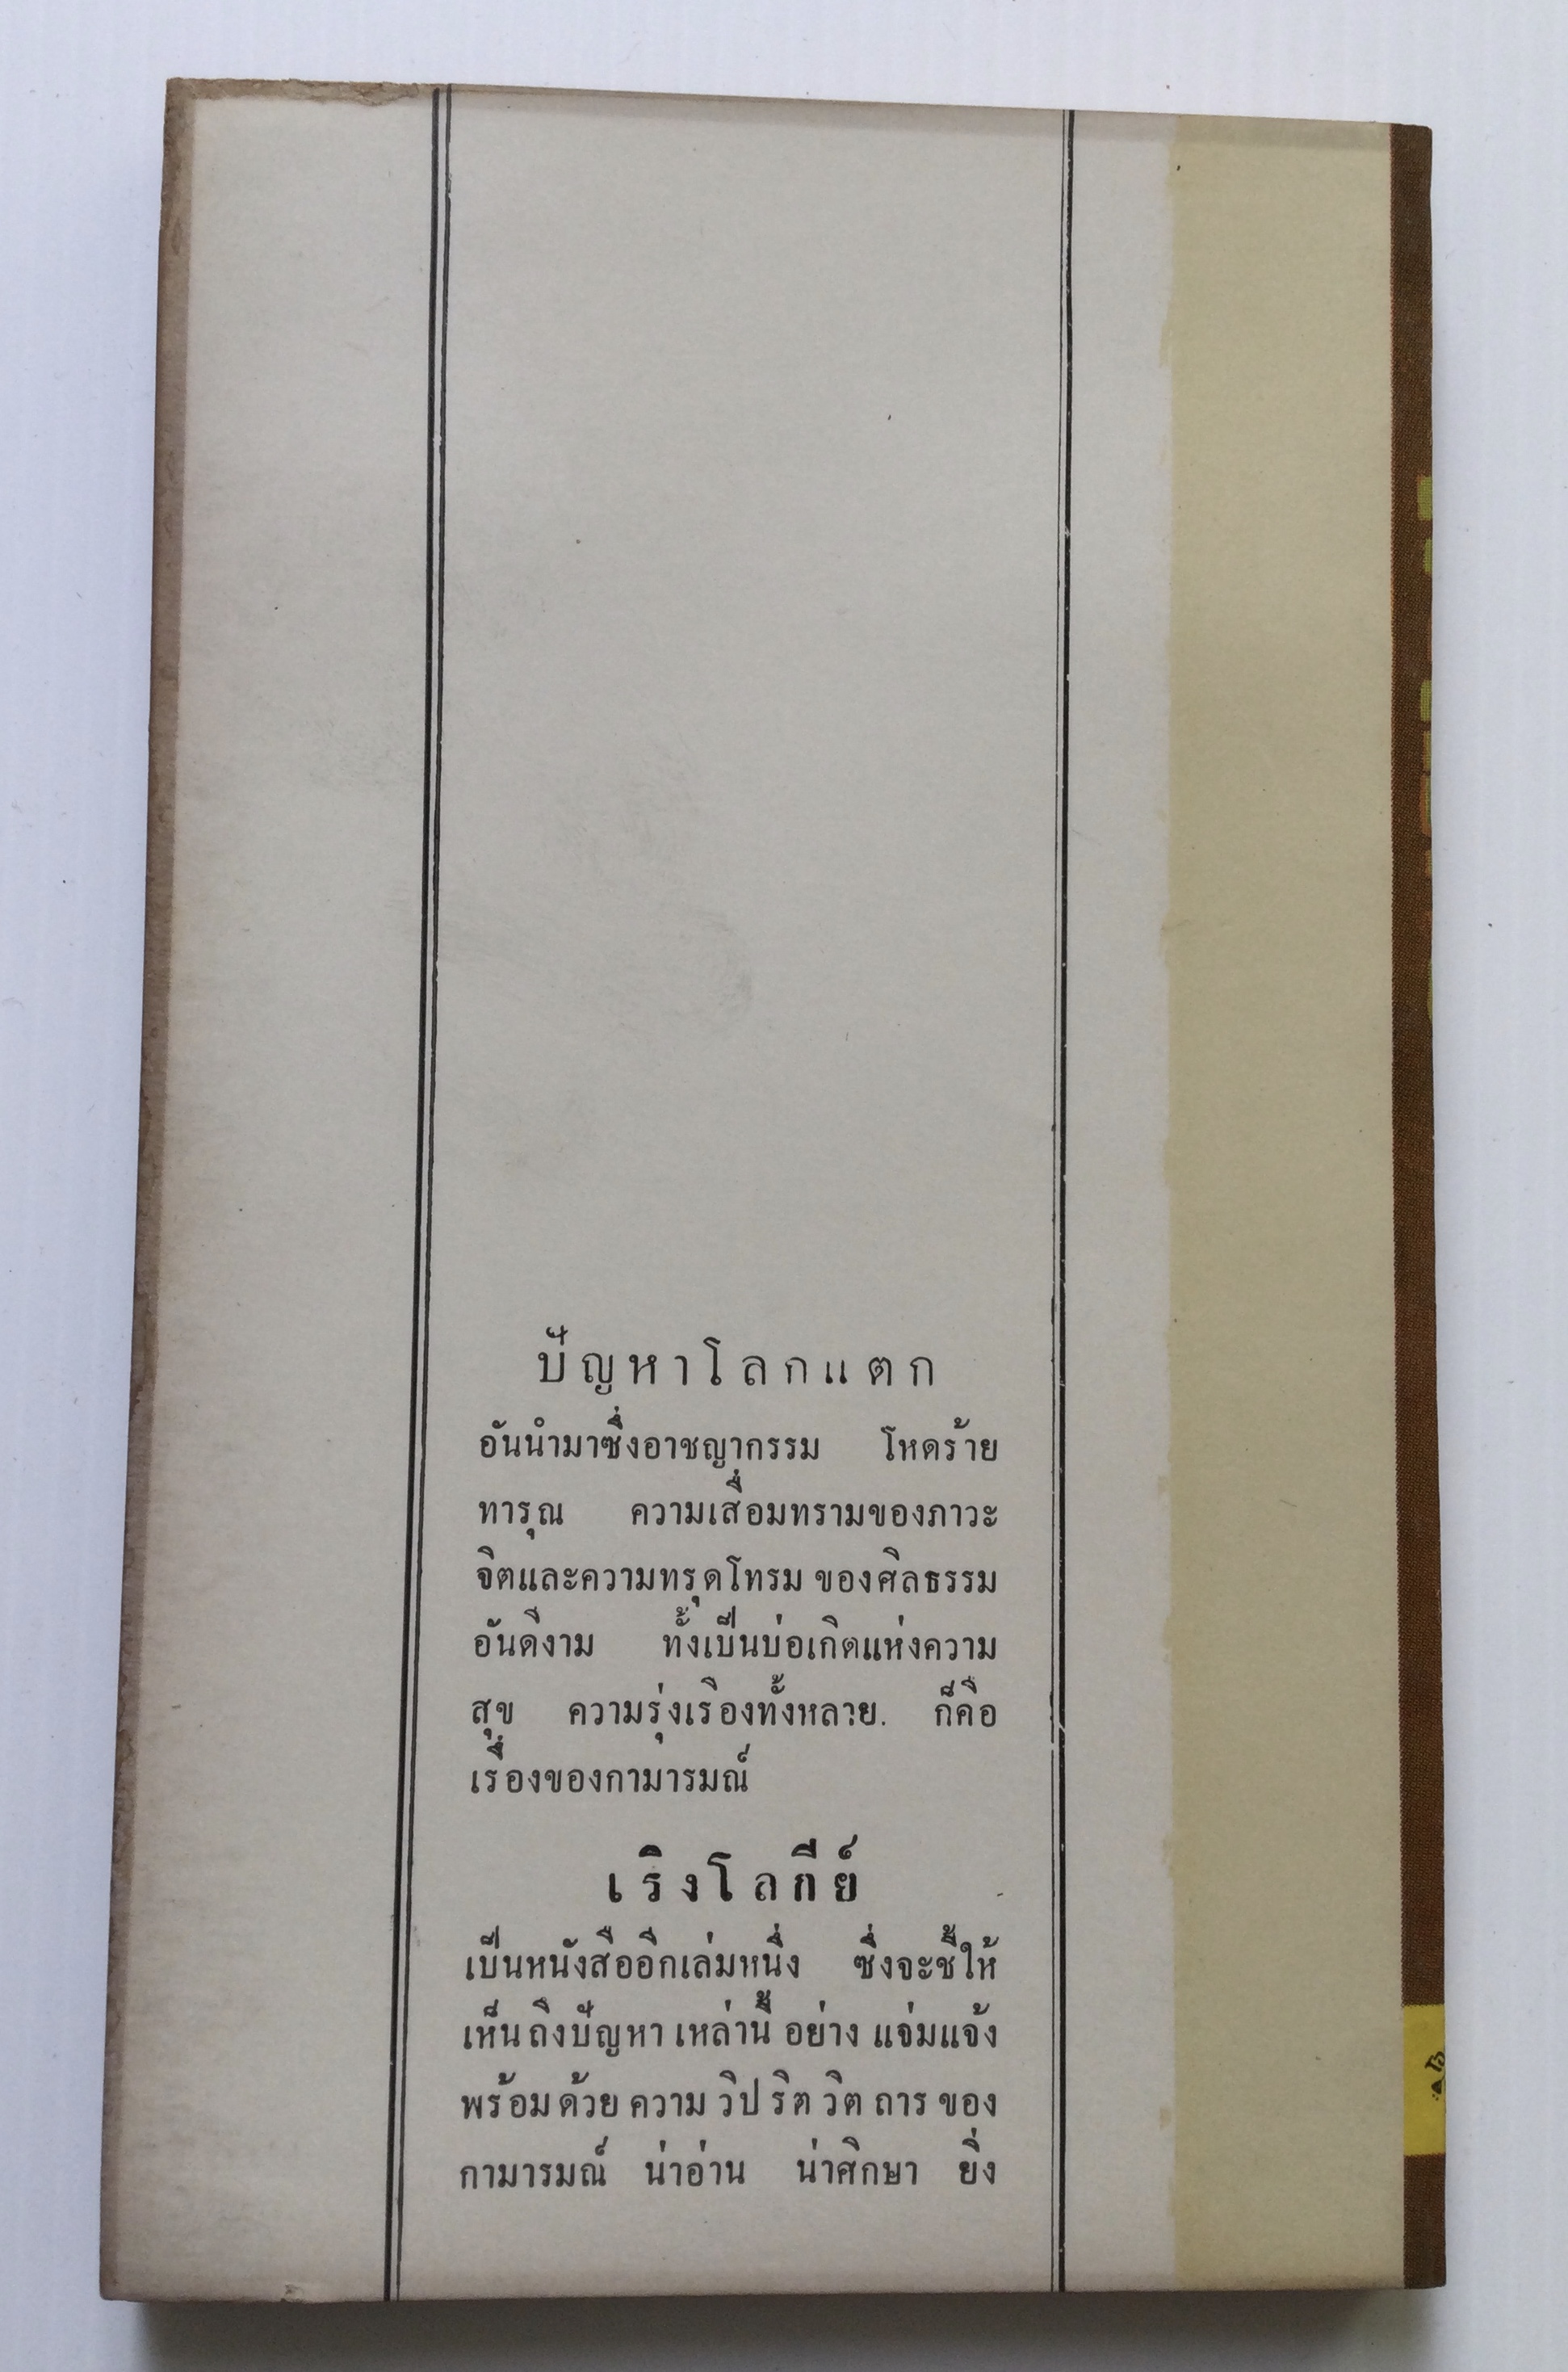 ปัญหาโลกแตก
อันนำมาซึ่งอาชญากรรม โหดร้าย
ทารุณ ความเสื่อมทรามของภาวะ
จิตและความทรุดโทรม ของศิลธรรม
อันดีงาม ทั้งเป็นบ่อเกิดแห่งความ
สุข ความรุ่งเรืองทั้งหลาย. ก็คือ
เรื่องของกามารมณ์
เริงโลกีย์
เป็นหนังสืออีกเล่มหนึ่ง ซึ่งจะชี้ให้
เห็นถึงปัญหา เหล่านี้ อย่าง แจ่มแจ้ง
พร้อมด้วย ความ วิปริต วิตถาร ของ
กามารมณ์ น่าอ่าน น่าศึกษา ยิ่ง